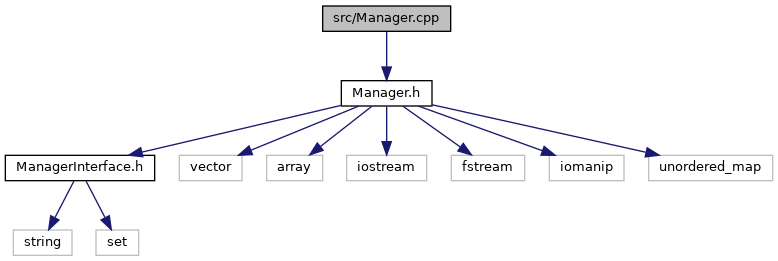 src/Manager.cpp
Manager.h
ManagerInterface.h
vector
array
iostream
fstream
iomanip
unordered_map
string
set